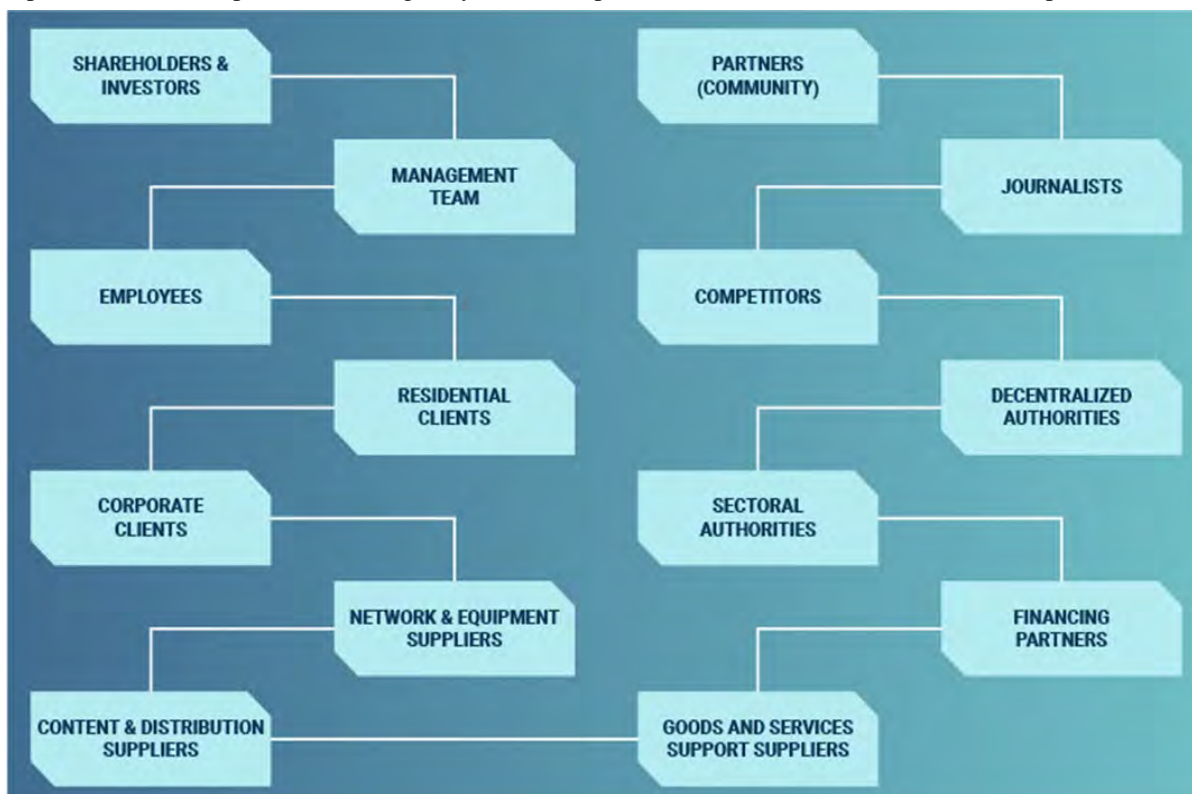 SHAREHOLDERS &
INVESTORS
MANAGEMENT
TEAM
EMPLOYEES
RESIDENTIAL
CLIENTS
CORPORATE
CLIENTS
NETWORK & EQUIPMENT
SUPPLIERS
CONTENT & DISTRIBUTION
SUPPLIERS
PARTNERS
(COMMUNITY)
JOURNALISTS
COMPETITORS
DECENTRALIZED
AUTHORITIES
SECTORAL
AUTHORITIES
FINANCING
PARTNERS
GOODS AND SERVICES
SUPPORT SUPPLIERS